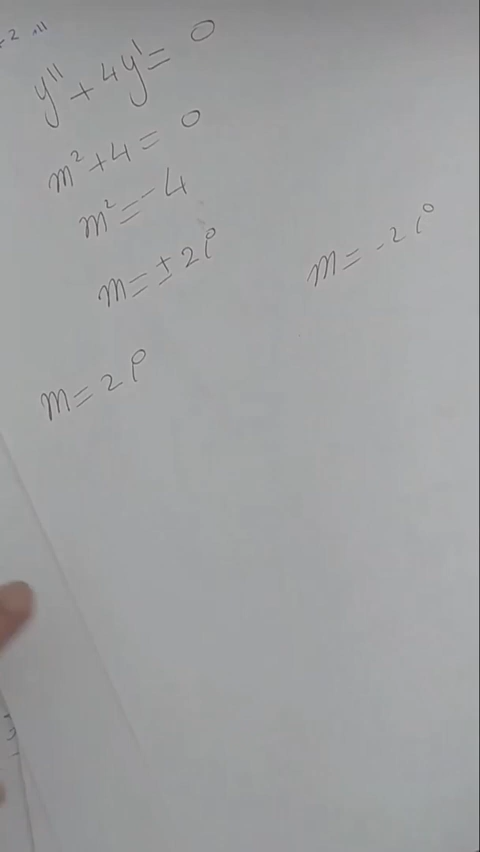 y'' + 4y' = 0
m² + 4 = 0
m² = -4
m = ± 2i
m = -2i
m = 2i